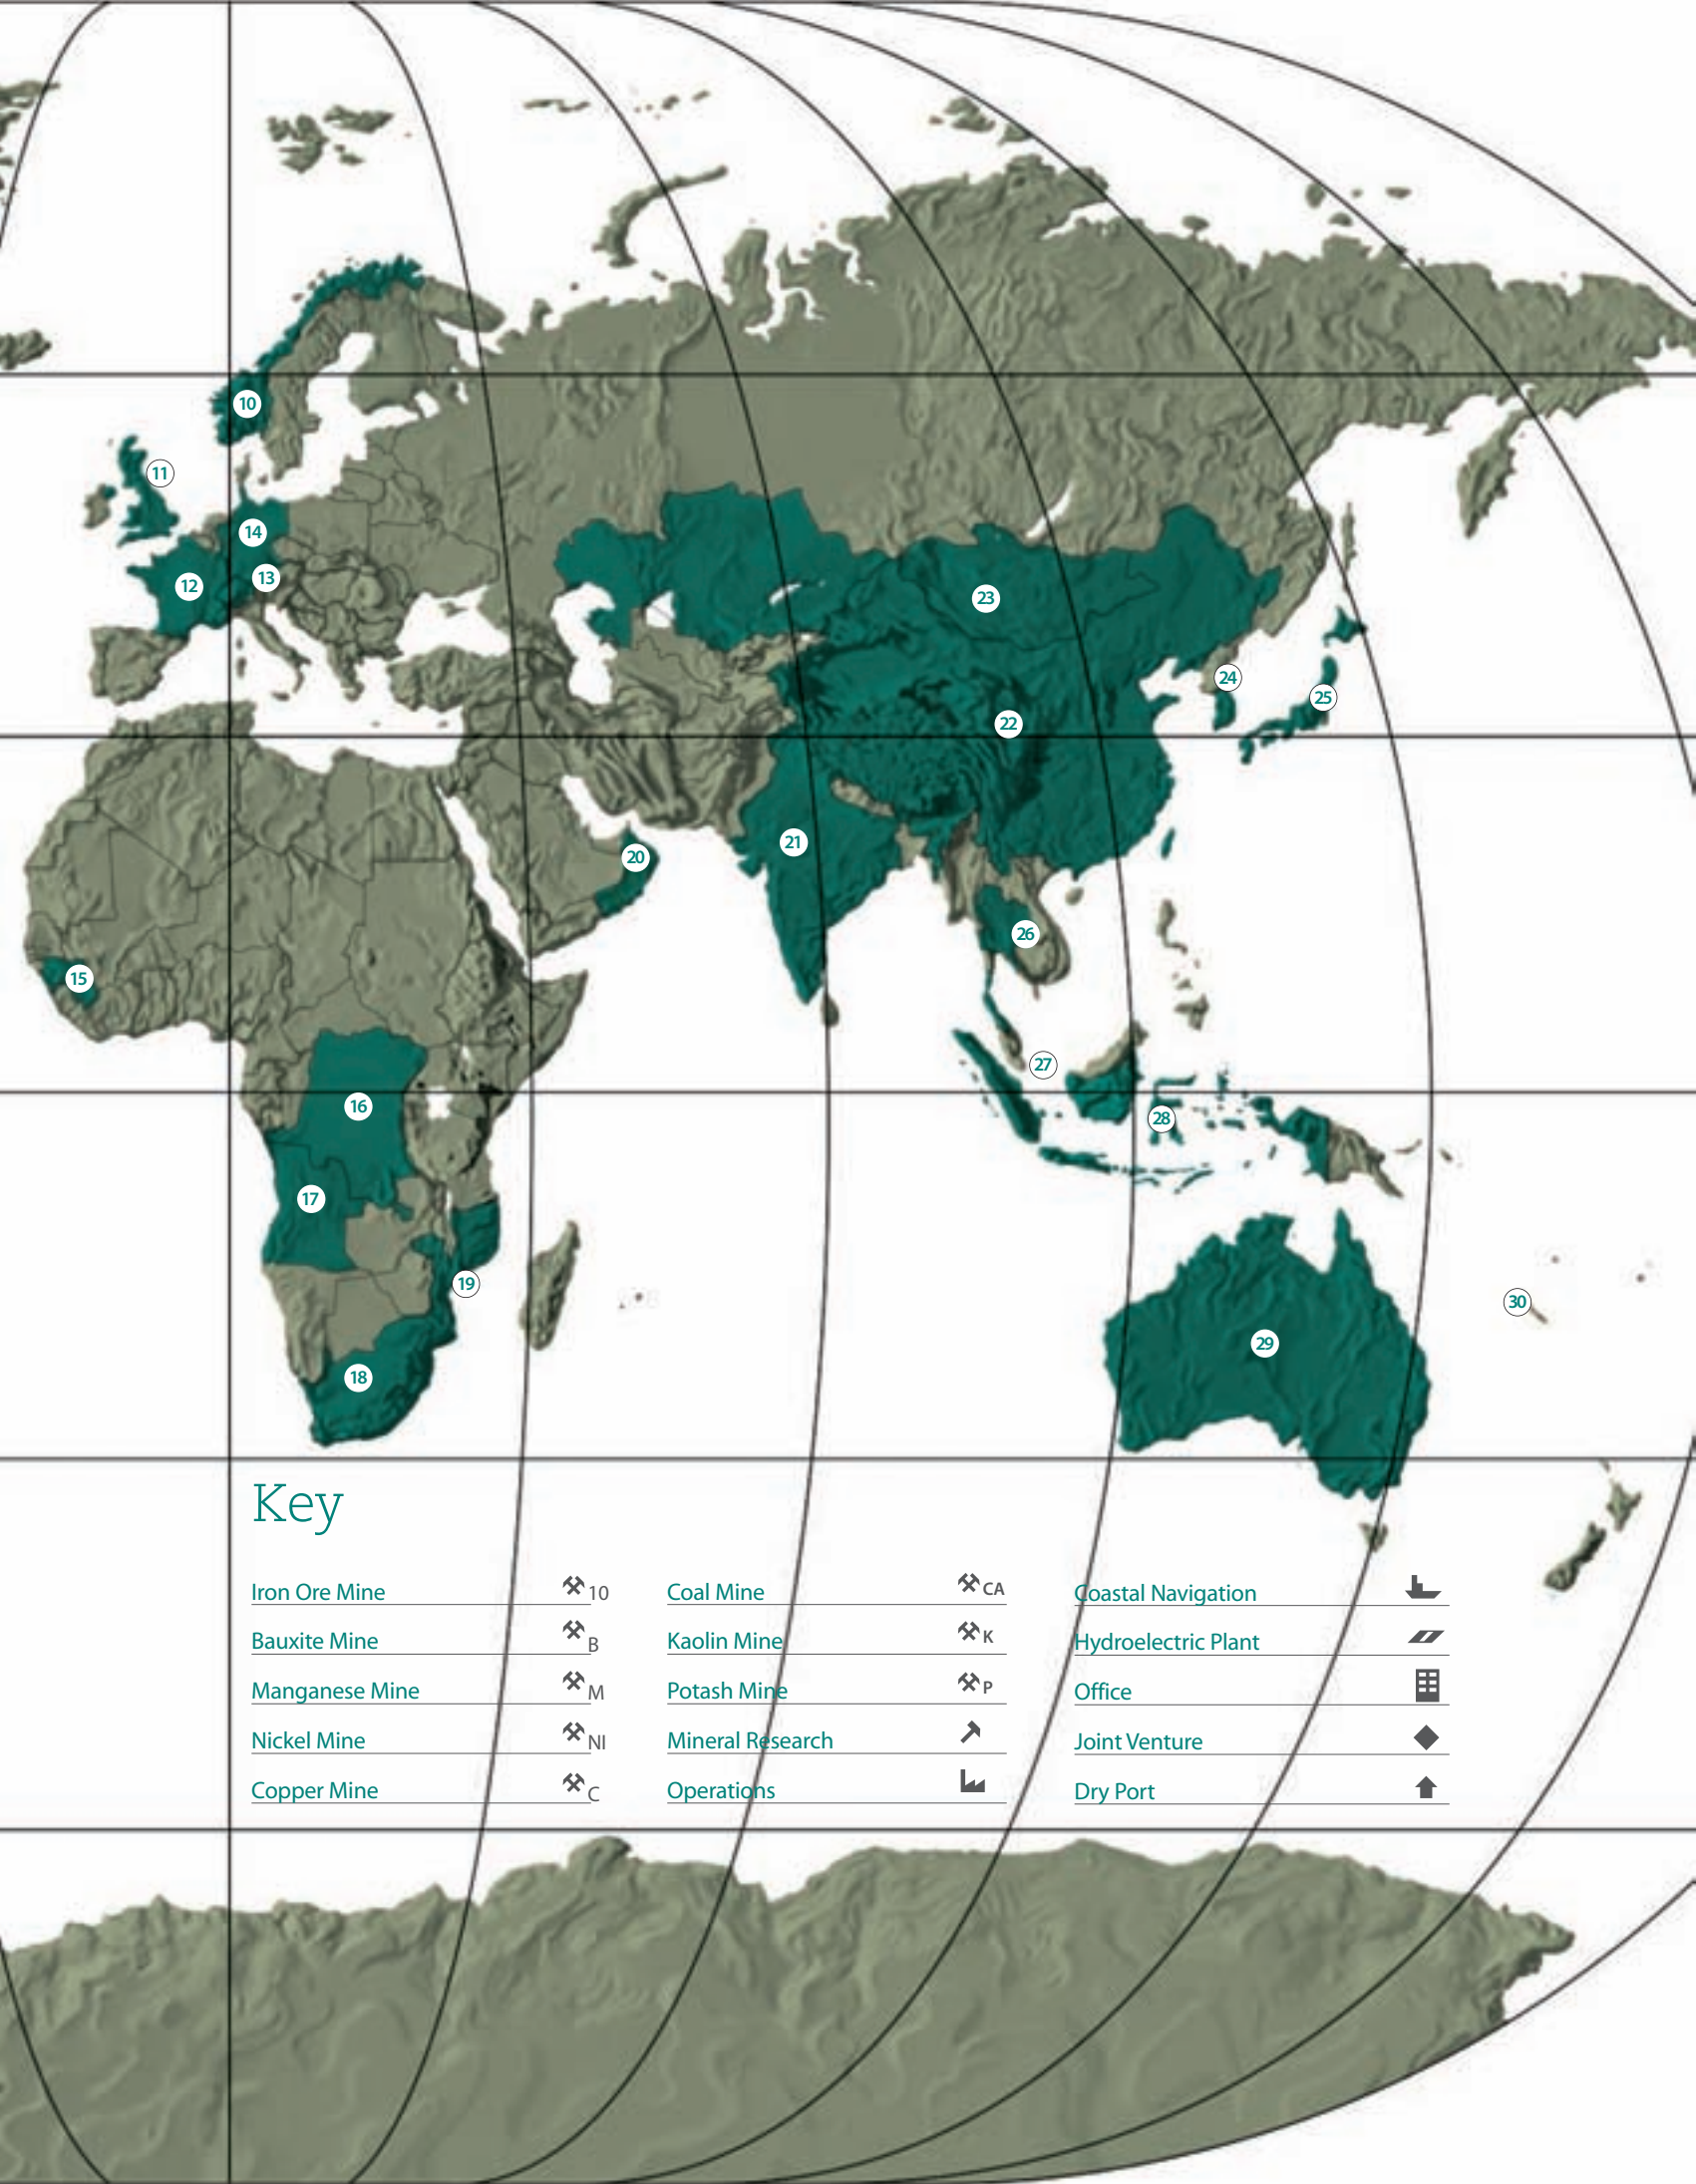 10
11
14
13
12
23
24
25
22
21
20
26
15
27
16
28
17
19
30
29
18
Key
Iron Ore Mine 10
Bauxite Mine B
Manganese Mine M
Nickel Mine NI
Copper Mine C
Coal Mine CA
Kaolin Mine K
Potash Mine P
Mineral Research
Operations
Coastal Navigation
Hydroelectric Plant
Office
Joint Venture
Dry Port